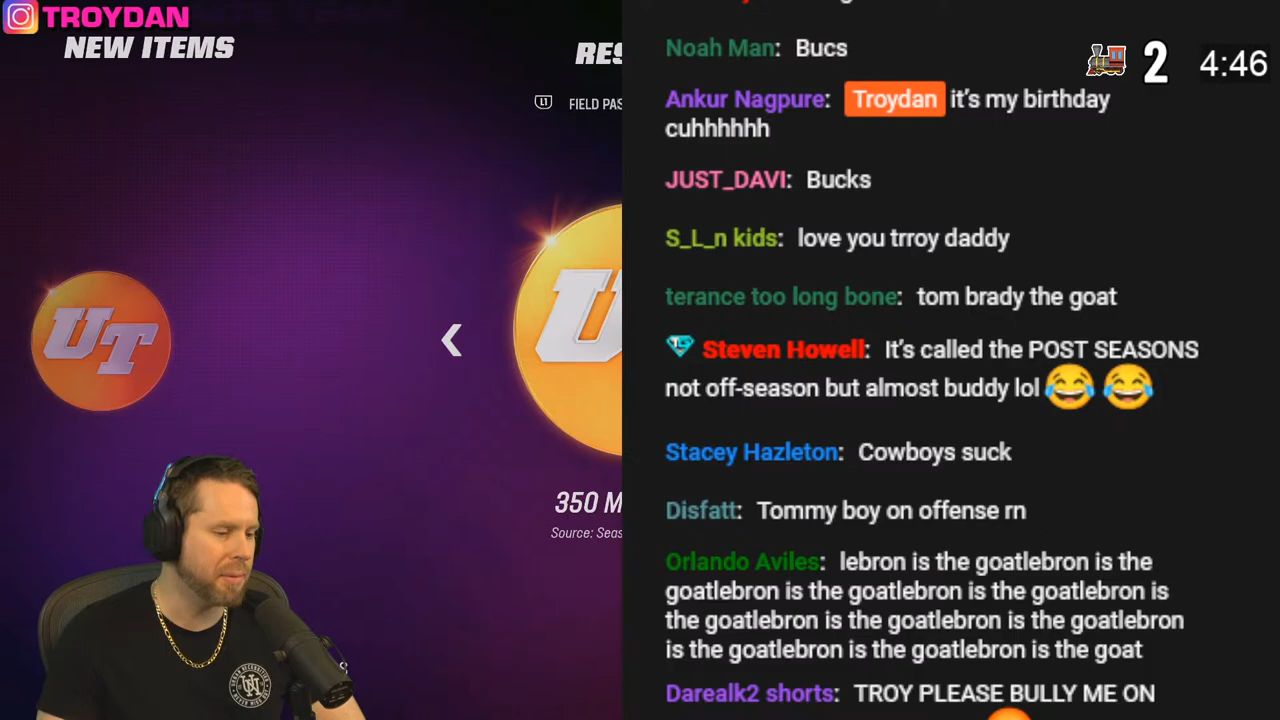 TROYDAN
NEW ITEMS
RES
LT FIELD PAS
UT
350 M
Source: Seas
2 4:46
Noah Man: Bucs
Ankur Nagpure: Troydan it's my birthday
cuhhhhhh
JUST_DAVI: Bucks
S_L_n kids: love you trroy daddy
terance too long bone: tom brady the goat
Steven Howell: It's called the POST SEASONS
not off-season but almost buddy lol 😂 😂
Stacey Hazleton: Cowboys suck
Disfatt: Tommy boy on offense rn
Orlando Aviles: lebron is the goatlebron is the
goatlebron is the goatlebron is the goatlebron is
the goatlebron is the goatlebron is the goatlebron
is the goatlebron is the goatlebron is the goat
Darealk2 shorts: TROY PLEASE BULLY ME ON